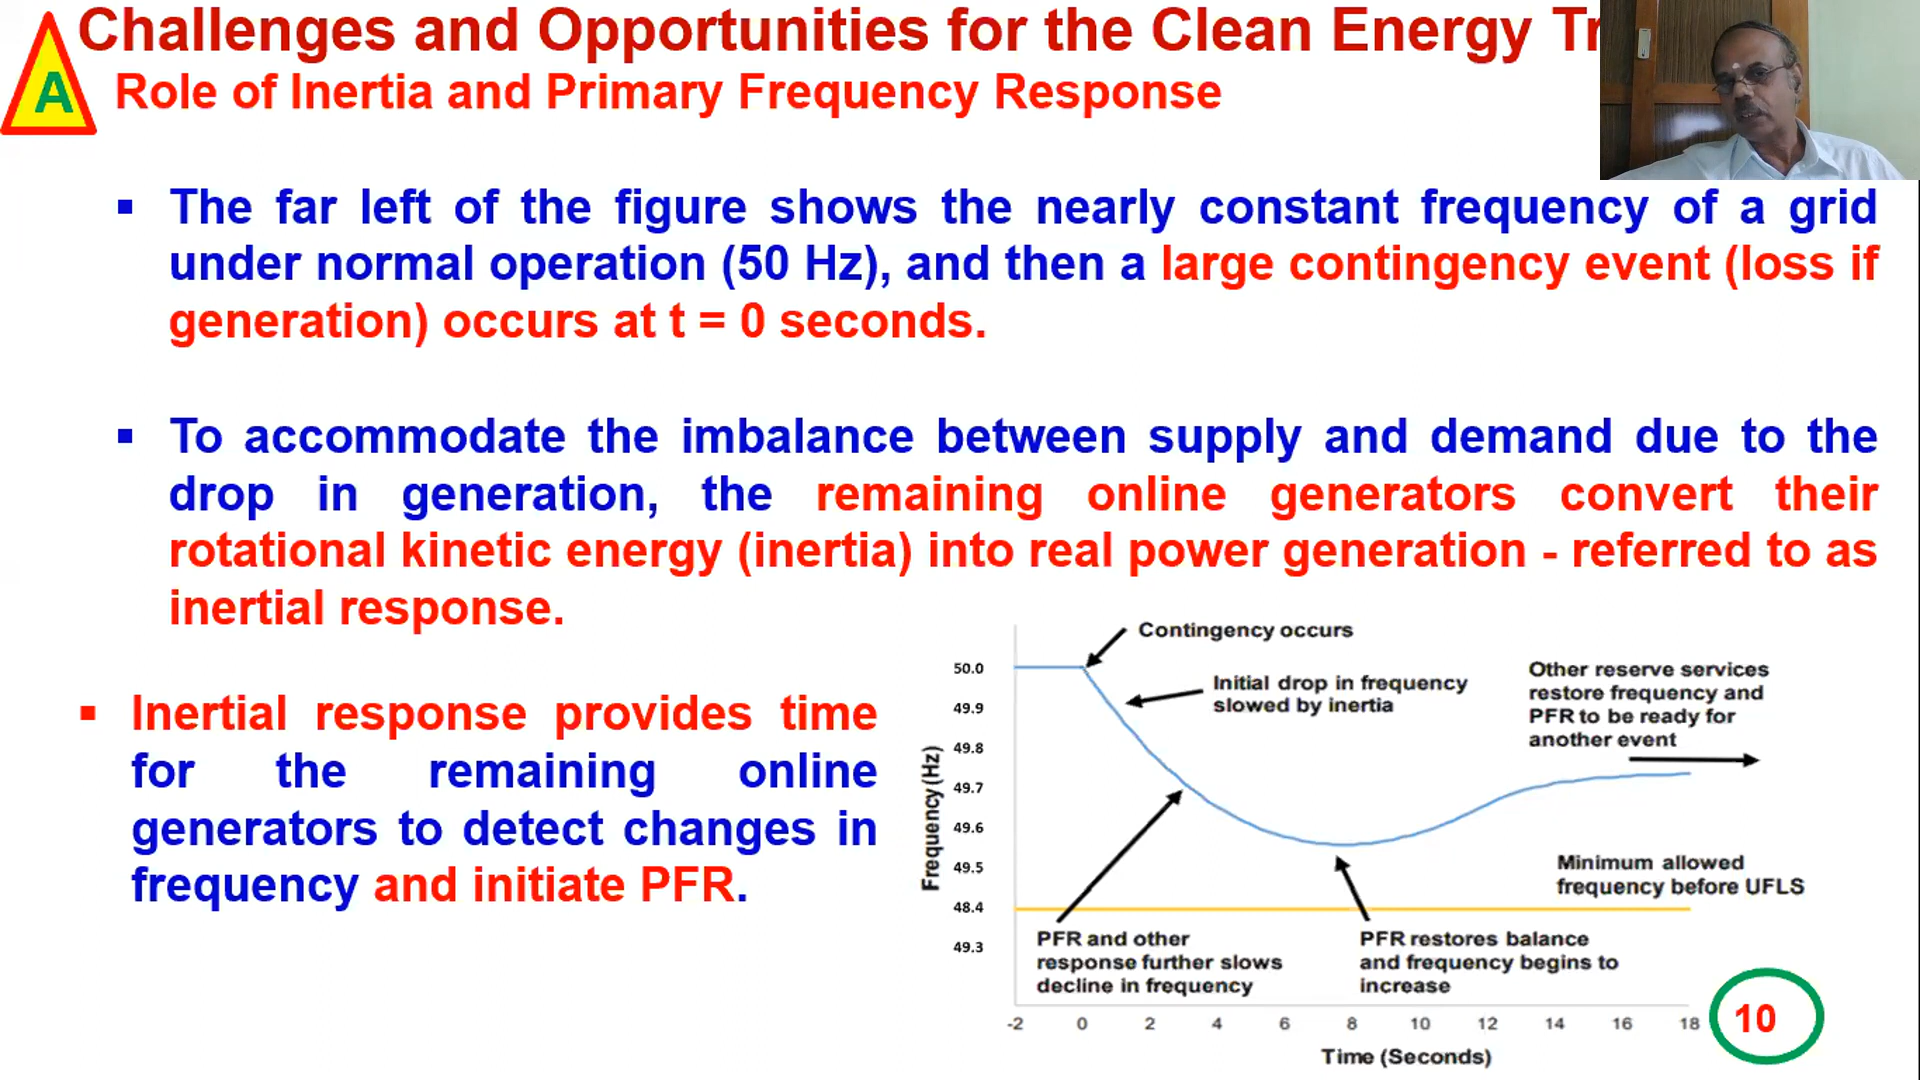 Challenges and Opportunities for the Clean Energy
A
Role of Inertia and Primary Frequency Response
▪ The far left of the figure shows the nearly constant frequency of a grid
under normal operation (50 Hz), and then a large contingency event (loss if
generation) occurs at t = 0 seconds.
▪ To accommodate the imbalance between supply and demand due to the
drop in generation, the remaining online generators convert their
rotational kinetic energy (inertia) into real power generation - referred to as
inertial response.
▪ Inertial response provides time
for the remaining online
generators to detect changes in
frequency and initiate PFR.
Contingency occurs
Initial drop in frequency
slowed by inertia
Other reserve services
restore frequency and
PFR to be ready for
another event
Minimum allowed
frequency before UFLS
PFR and other
response further slows
decline in frequency
PFR restores balance
and frequency begins to
increase
Frequency (Hz)
50.0
49.9
49.8
49.7
49.6
49.5
48.4
49.3
-2 0 2 4 6 8 10 12 14 16 18
Time (Seconds)
10